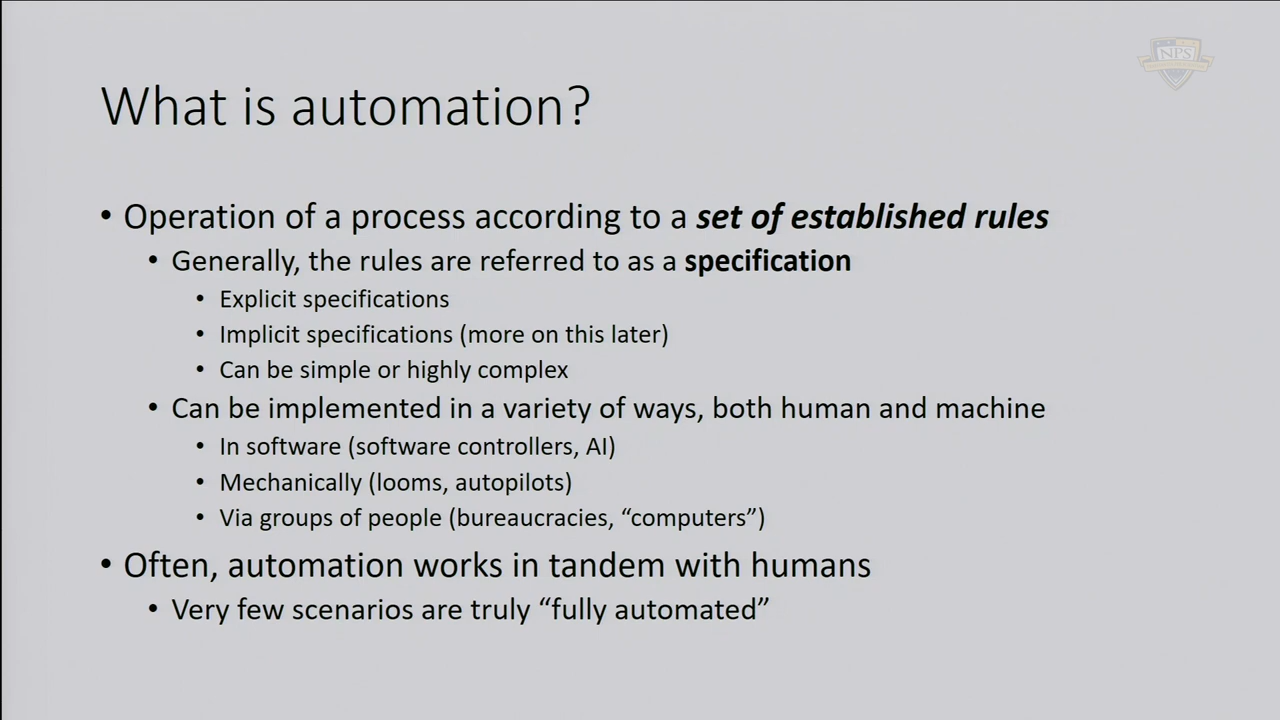 NPS
What is automation?
• Operation of a process according to a set of established rules
• Generally, the rules are referred to as a specification
• Explicit specifications
• Implicit specifications (more on this later)
• Can be simple or highly complex
• Can be implemented in a variety of ways, both human and machine
• In software (software controllers, AI)
• Mechanically (looms, autopilots)
• Via groups of people (bureaucracies, “computers”)
• Often, automation works in tandem with humans
• Very few scenarios are truly “fully automated”